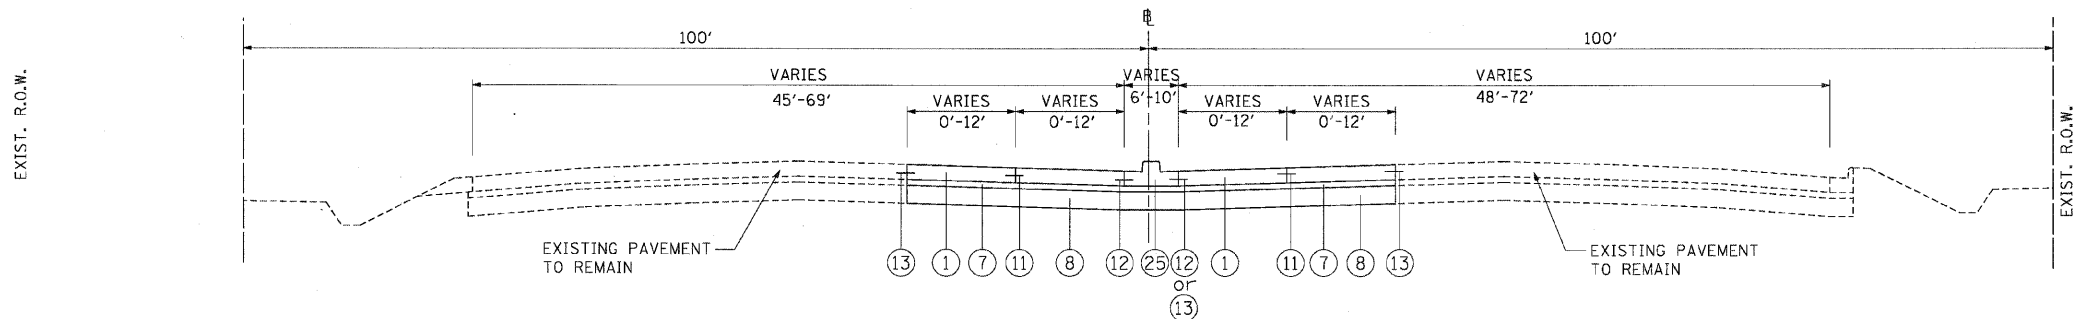 ℄
100'
100'
VARIES
VARIES
VARIES
45'-69'
6'-10'
48'-72'
VARIES
VARIES
VARIES
VARIES
0'-12'
0'-12'
0'-12'
0'-12'
EXIST. R.O.W.
EXIST. R.O.W.
EXISTING PAVEMENT
TO REMAIN
13 1 7 11 8 12 25 12 1 11 7 8 13
or
13
EXISTING PAVEMENT
TO REMAIN